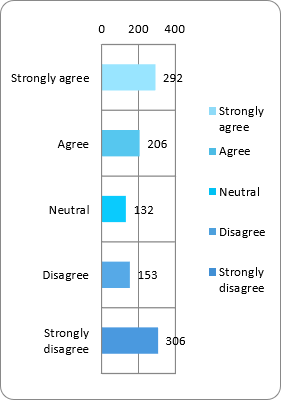 0 200 400
Strongly agree 292
Agree 206
Neutral 132
Disagree 153
Strongly
disagree 306
Strongly
agree
Agree
Neutral
Disagree
Strongly
disagree